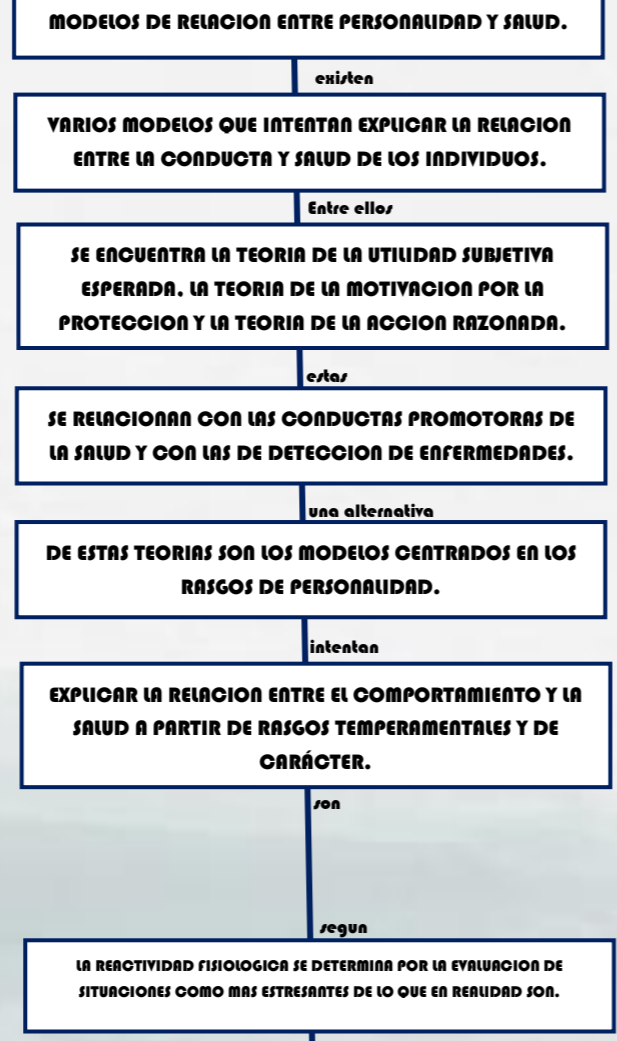 MODELOS DE RELACION ENTRE PERSONALIDAD Y SALUD.
existen
VARIOS MODELOS QUE INTENTAN EXPLICAR LA RELACION
ENTRE LA CONDUCTA Y SALUD DE LOS INDIVIDUOS.
Entre ellos
SE ENCUENTRA LA TEORIA DE LA UTILIDAD SUBJETIVA
ESPERADA, LA TEORIA DE LA MOTIVACION POR LA
PROTECCION Y LA TEORIA DE LA ACCION RAZONADA.
estas
SE RELACIONAN CON LAS CONDUCTAS PROMOTORAS DE
LA SALUD Y CON LAS DE DETECCION DE ENFERMEDADES.
una alternativa
DE ESTAS TEORIAS SON LOS MODELOS CENTRADOS EN LOS
RASGOS DE PERSONALIDAD.
intentan
EXPLICAR LA RELACION ENTRE EL COMPORTAMIENTO Y LA
SALUD A PARTIR DE RASGOS TEMPERAMENTALES Y DE
CARÁCTER.
son
segun
LA REACTIVIDAD FISIOLOGICA SE DETERMINA POR LA EVALUACION DE
SITUACIONES COMO MAS ESTRESANTES DE LO QUE EN REALIDAD SON.